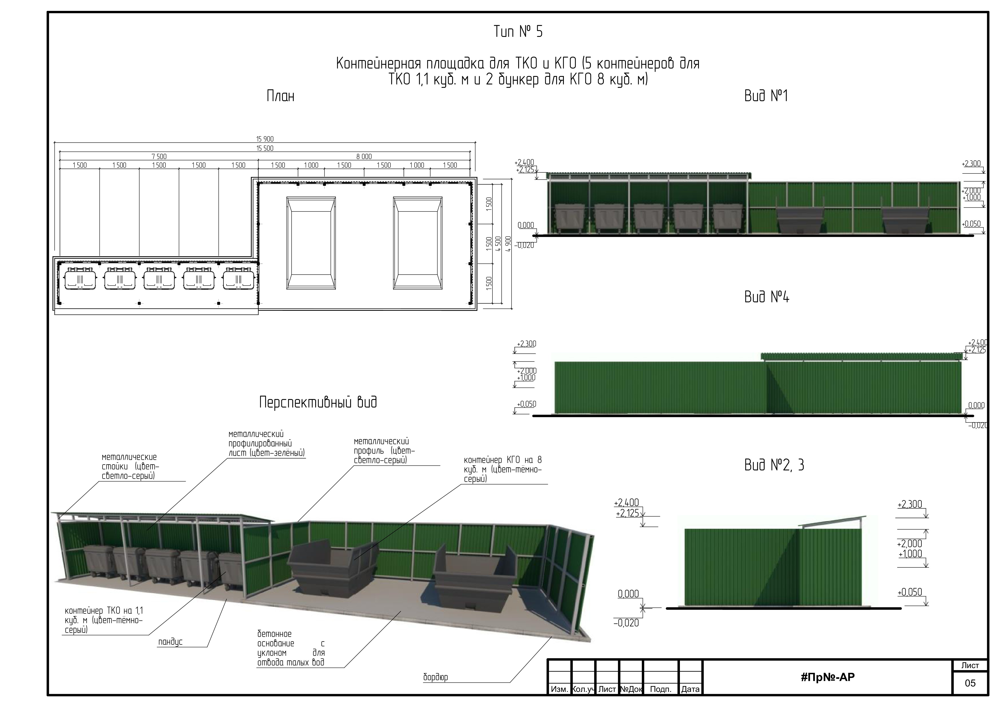 Тип № 5
Контейнерная площадка для ТКО и КГО (5 контейнеров для
ТКО 1,1 куб. м и 2 бункер для КГО 8 куб. м)
План
Вид №1
15 900
15 500
7 500
8 000
1 500
1 500
1 500
1 500
1 500
1 500
1 000
1 500
1 500
1 000
1 500
1 500
1 500
1 500
4 500
4 900
+2,400
+2,125
0,000
-0,020
+2,300
+2,000
+1,000
+0,050
Вид №4
+2,300
+2,000
+1,000
+0,050
+2,400
+2,125
0,000
-0,020
Перспективный вид
металлические
стойки (цвет-
светло-серый)
металлический
профилированный
лист (цвет-зелёный)
металлический
профиль (цвет-
светло-серый)
контейнер КГО на 8
куб. м (цвет-тёмно-
серый)
контейнер ТКО на 1,1
куб. м (цвет-тёмно-
серый)
пандус
бетонное
основание с
уклоном для
отвода талых вод
бордюр
Вид №2, 3
+2,400
+2,125
0,000
-0,020
+2,300
+2,000
+1,000
+0,050
Изм.
Кол.уч
Лист
№Док
Подп.
Дата
#Пр№-АР
Лист
05